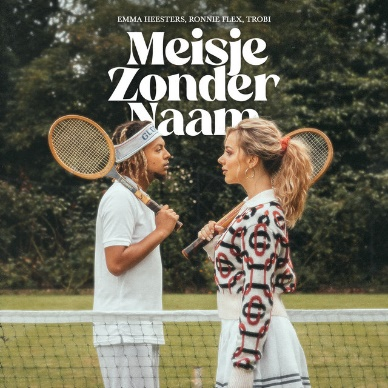 EMMA HEESTERS, RONNIE FLEX, TROBI
Meisje
Zonder
Naam